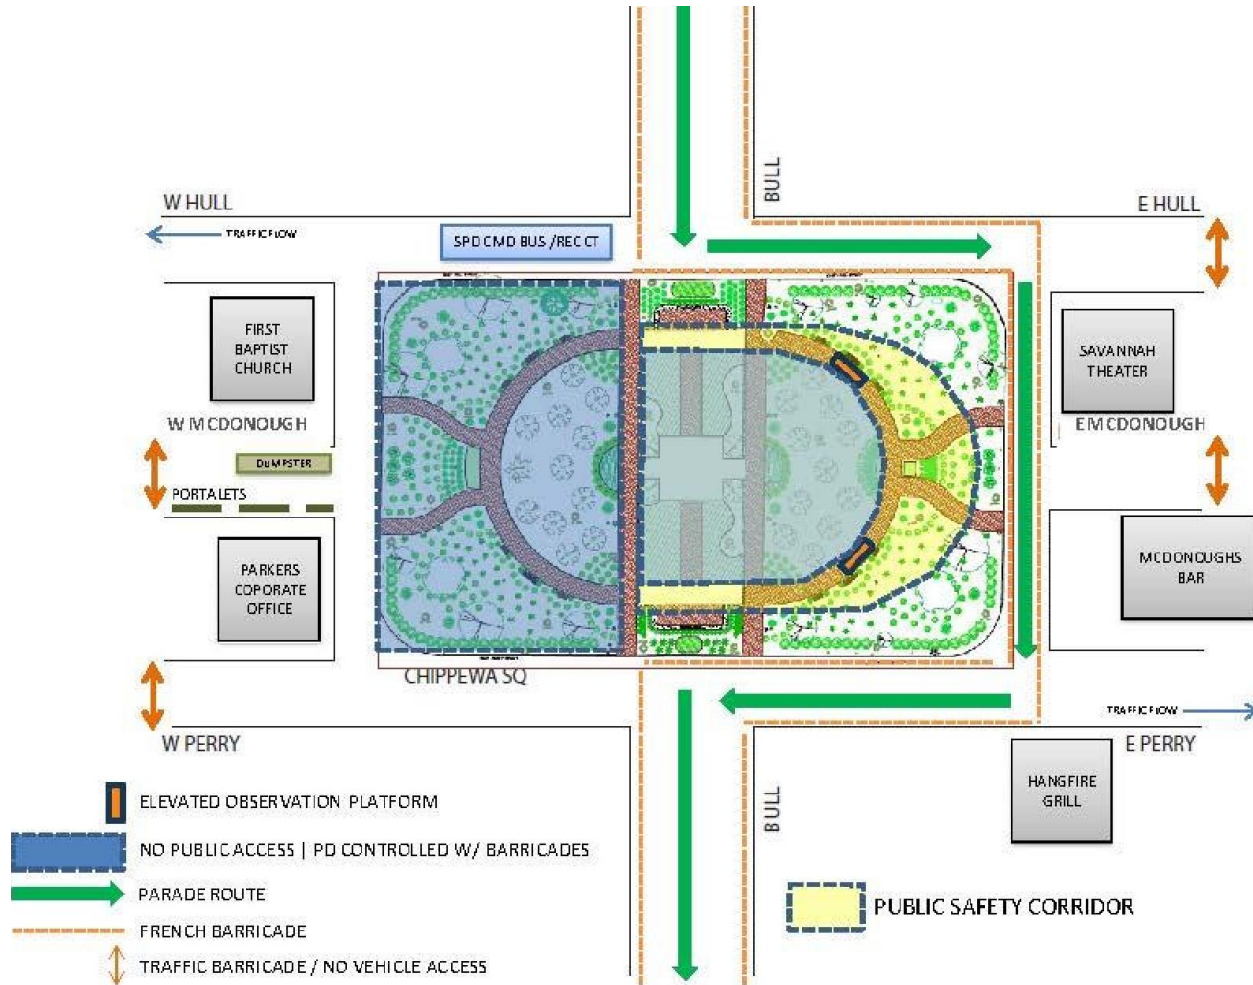 BULL
W HULL
E HULL
TRAFFIC FLOW
SPD CMD BUS /REC CT
FIRST
BAPTIST
CHURCH
SAVANNAH
THEATER
W MCDONOUGH
E MCDONOUGH
DUMPSTER
PORTALETS
PARKERS
COPORATE
OFFICE
MCDONOUGHS
BAR
CHIPPEWA SQ
TRAFFIC FLOW
W PERRY
E PERRY
HANGFIRE
GRILL
BULL
ELEVATED OBSERVATION PLATFORM
NO PUBLIC ACCESS | PD CONTROLLED W/ BARRICADES
PARADE ROUTE
FRENCH BARRICADE
TRAFFIC BARRICADE / NO VEHICLE ACCESS
PUBLIC SAFETY CORRIDOR